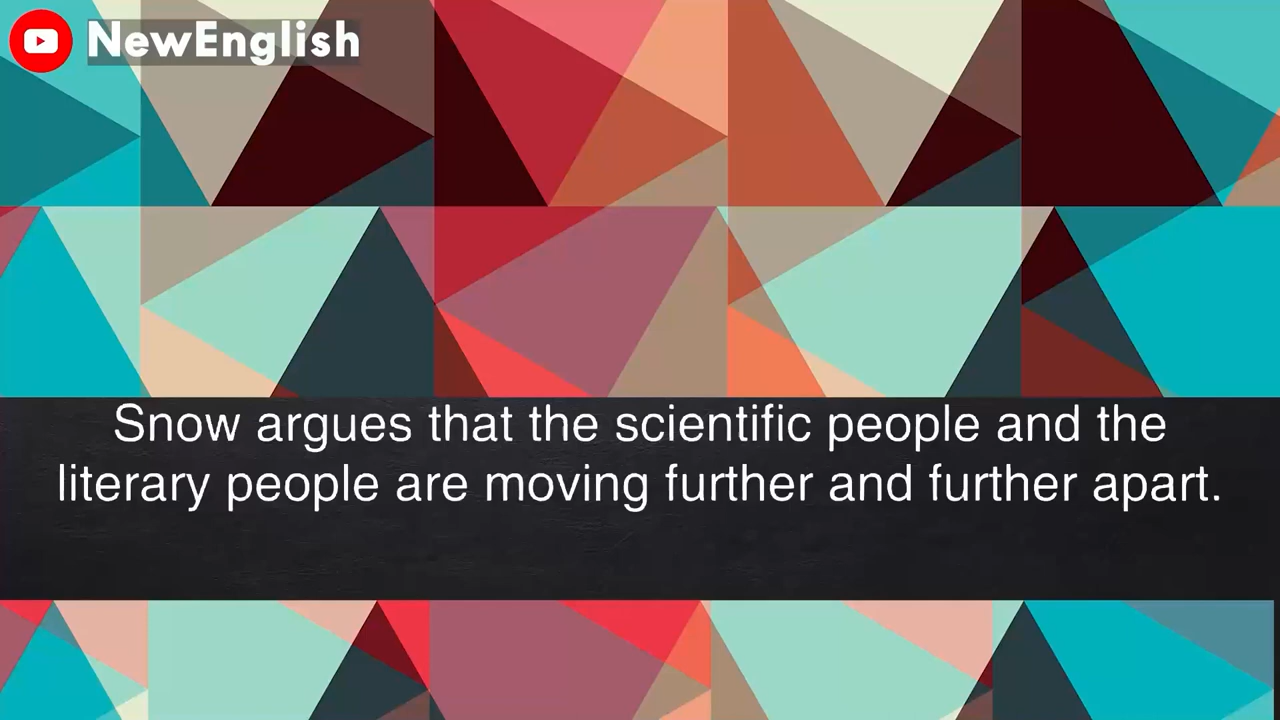 NewEnglish
Snow argues that the scientific people and the
literary people are moving further and further apart.